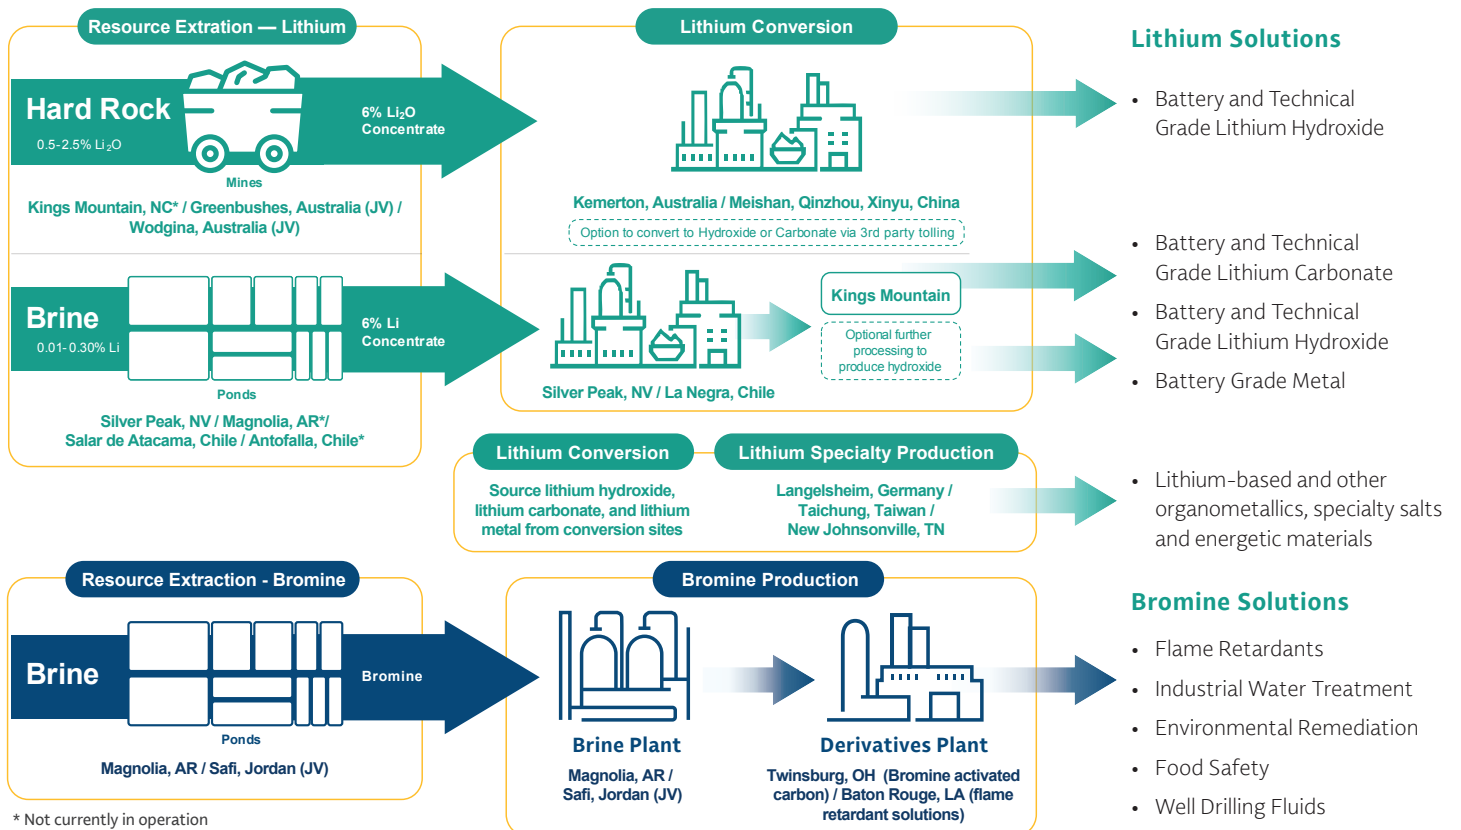 Resource Extration — Lithium
Hard Rock
0.5-2.5% Li₂O
6% Li₂O
Concentrate
Mines
Kings Mountain, NC* / Greenbushes, Australia (JV) /
Wodgina, Australia (JV)
Brine
0.01-0.30% Li
6% Li
Concentrate
Ponds
Silver Peak, NV / Magnolia, AR*/
Salar de Atacama, Chile / Antofalla, Chile*
Lithium Conversion
Kemerton, Australia / Meishan, Qinzhou, Xinyu, China
Option to convert to Hydroxide or Carbonate via 3rd party tolling
Silver Peak, NV / La Negra, Chile
Kings Mountain
Optional further
processing to
produce hydroxide
Lithium Solutions
• Battery and Technical
Grade Lithium Hydroxide
• Battery and Technical
Grade Lithium Carbonate
• Battery and Technical
Grade Lithium Hydroxide
• Battery Grade Metal
Lithium Conversion
Source lithium hydroxide,
lithium carbonate, and lithium
metal from conversion sites
Lithium Specialty Production
Langelsheim, Germany /
Taichung, Taiwan /
New Johnsonville, TN
• Lithium-based and other
organometallics, specialty salts
and energetic materials
Resource Extraction - Bromine
Brine
Bromine
Ponds
Magnolia, AR / Safi, Jordan (JV)
Bromine Production
Brine Plant
Magnolia, AR /
Safi, Jordan (JV)
Derivatives Plant
Twinsburg, OH (Bromine activated
carbon) / Baton Rouge, LA (flame
retardant solutions)
Bromine Solutions
• Flame Retardants
• Industrial Water Treatment
• Environmental Remediation
• Food Safety
• Well Drilling Fluids
* Not currently in operation